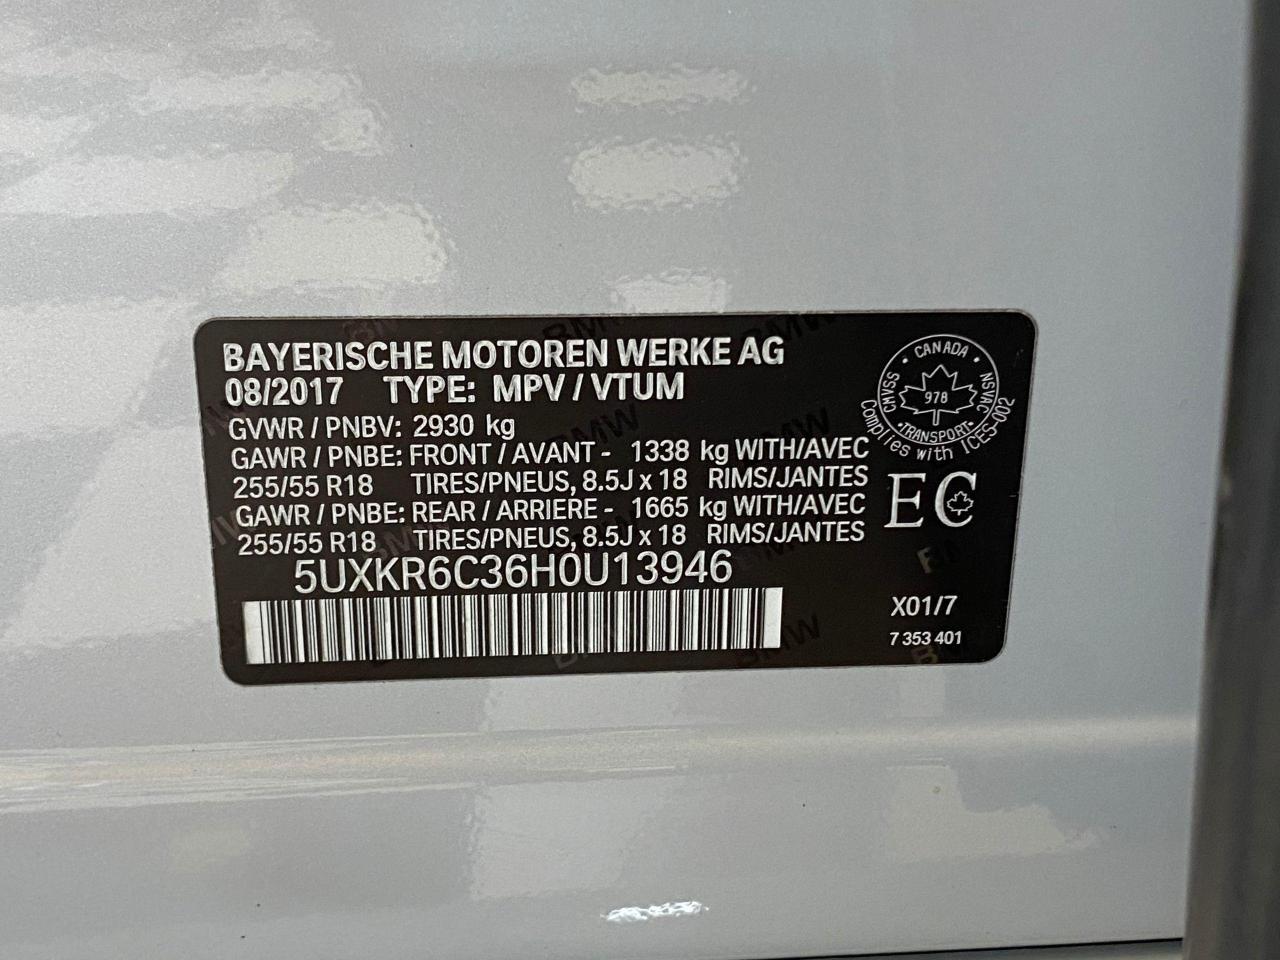 BAYERISCHE MOTOREN WERKE AG
08/2017 TYPE: MPV / VTUM
GVWR / PNBV: 2930 kg
GAWR / PNBE: FRONT / AVANT - 1338 kg WITH/AVEC
255/55 R18 TIRES/PNEUS, 8.5J x 18 RIMS/JANTES
GAWR / PNBE: REAR / ARRIERE - 1665 kg WITH/AVEC
255/55 R18 TIRES/PNEUS, 8.5J x 18 RIMS/JANTES
5UXKR6C36H0U13946
CANADA
CMVSS
NSVAC
978
TRANSPORT
Complies with ICES-002
EC
X01/7
7 353 401
BMW